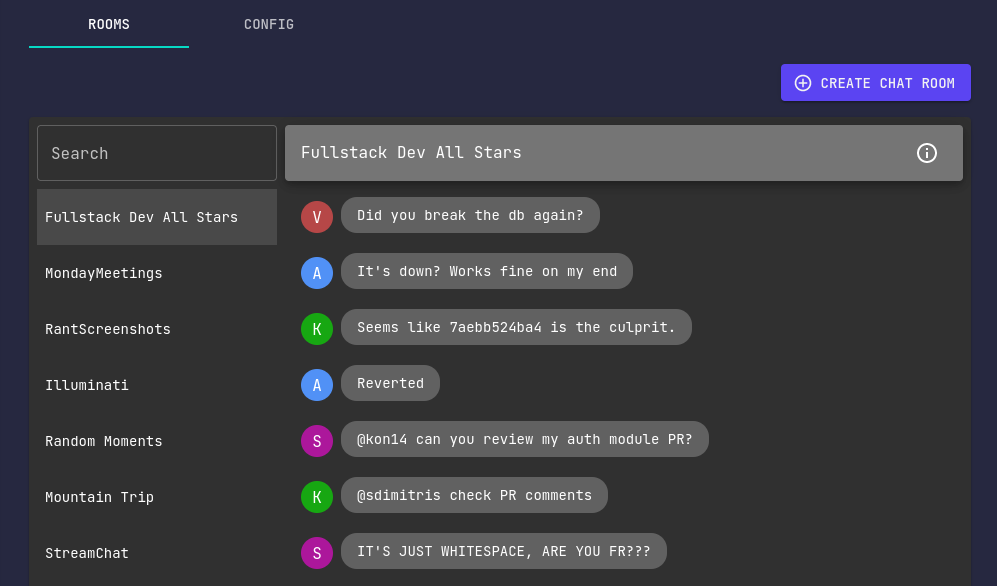 ROOMS
CONFIG
CREATE CHAT ROOM
Search
Fullstack Dev All Stars
MondayMeetings
RantScreenshots
Illuminati
Random Moments
Mountain Trip
StreamChat
Fullstack Dev All Stars
V Did you break the db again?
A It's down? Works fine on my end
K Seems like 7aebb524ba4 is the culprit.
A Reverted
S @kon14 can you review my auth module PR?
K @sdimitris check PR comments
S IT'S JUST WHITESPACE, ARE YOU FR???